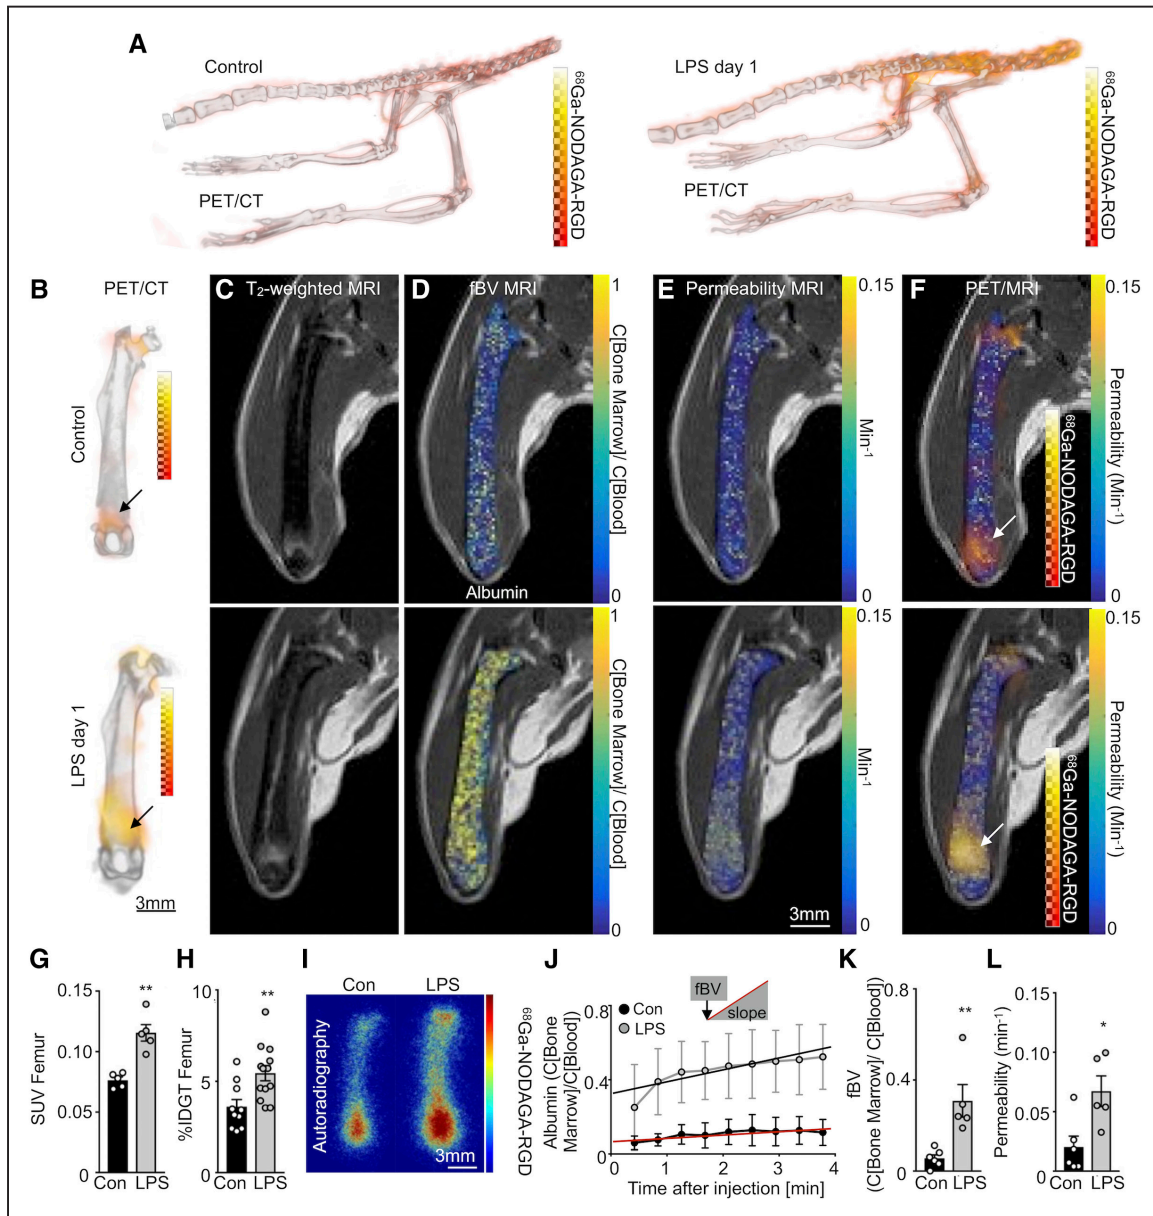 A
Control
PET/CT
68Ga-NODAGA-RGD
LPS day 1
PET/CT
68Ga-NODAGA-RGD
B
PET/CT
C
T2-weighted MRI
D
fBV MRI
E
Permeability MRI
F
PET/MRI
Control
Albumin
1
C[Bone Marrow]/ C[Blood]
0
0.15
Min-1
0
68Ga-NODAGA-RGD
0.15
Permeability (Min-1)
0
LPS day 1
3mm
1
C[Bone Marrow]/ C[Blood]
0
0.15
Min-1
0
3mm
68Ga-NODAGA-RGD
0.15
Permeability (Min-1)
0
G
SUV Femur
0.15
0.10
0.05
0
**
Con LPS
H
%IDGT Femur
10
5
0
**
Con LPS
I
Con LPS
Autoradiography
3mm
68Ga-NODAGA-RGD
J
Albumin (C[Bone
Marrow]/C[Blood])
0.8
0.4
0
Con
LPS
fBV
slope
0 1 2 3 4
Time after injection [min]
K
fBV
(C[Bone Marrow]/ C[Blood])
0.8
0.4
0
**
Con LPS
L
Permeability (min-1)
0.15
0.10
0.05
0
*
Con LPS